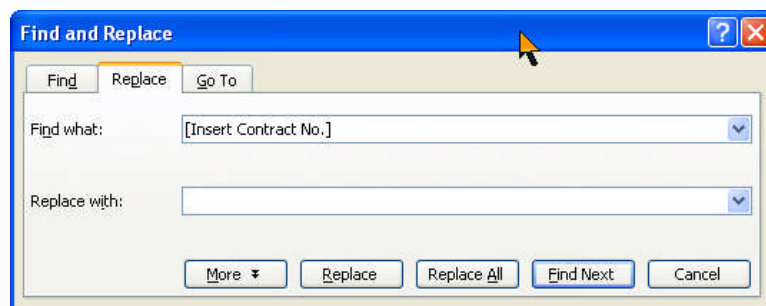 Find and Replace
Find Replace Go To
Find what: [Insert Contract No.]
Replace with:
More Replace Replace All Find Next Cancel